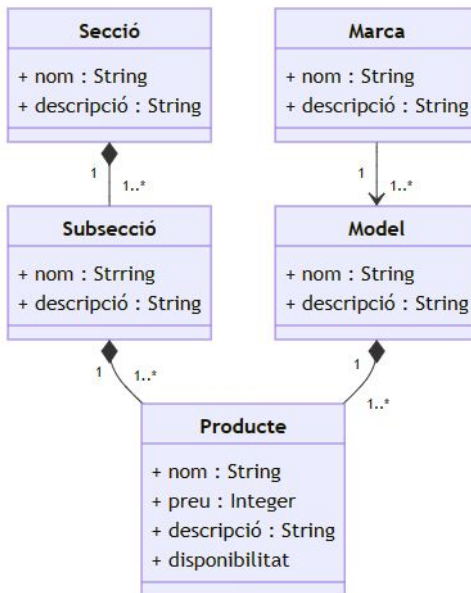 Secció
+ nom : String
+ descripció : String
Marca
+ nom : String
+ descripció : String
1
1..*
1
1..*
Subsecció
+ nom : Strring
+ descripció : String
Model
+ nom : String
+ descripció : String
1
1..*
1
1..*
Producte
+ nom : String
+ preu : Integer
+ descripció : String
+ disponibilitat